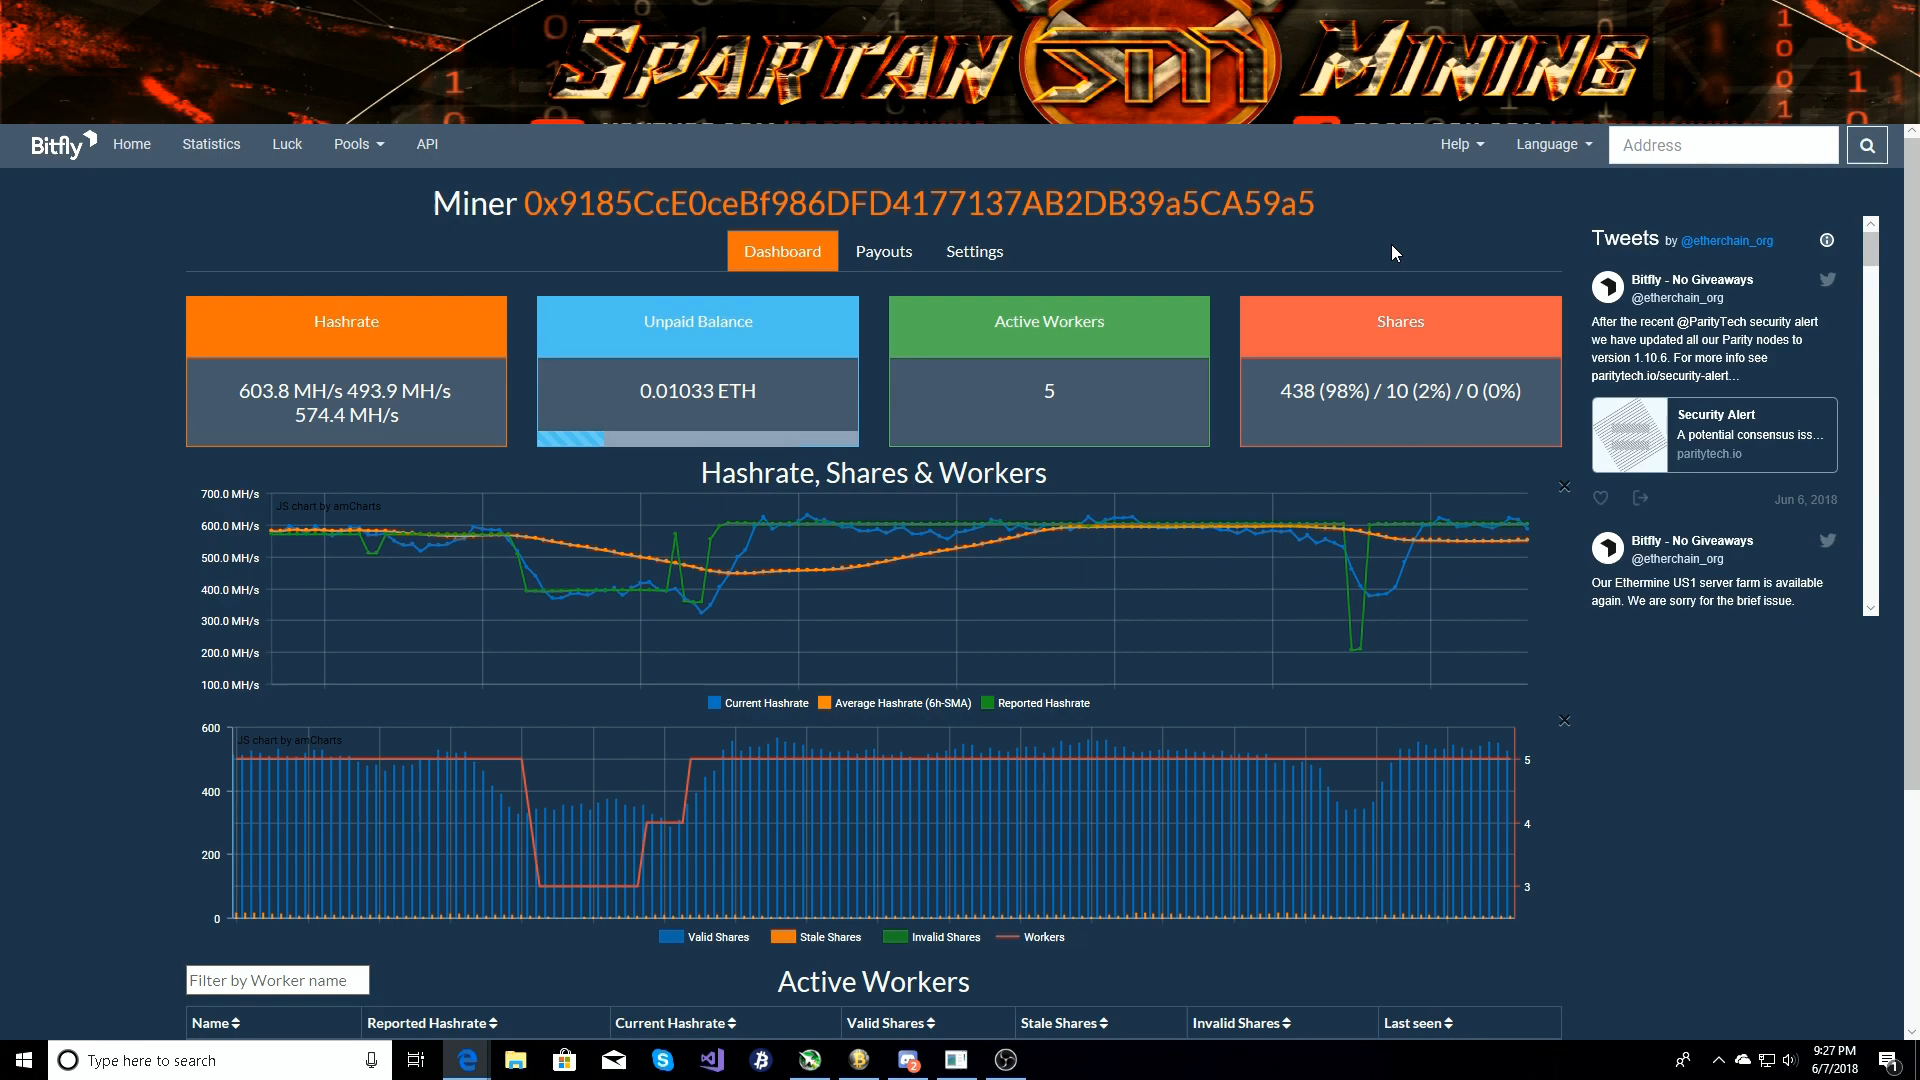 SPARTAN SM MINING
Bitfly
Home
Statistics
Luck
Pools
API
Help
Language
Address
Miner 0x9185CcE0ceBf986DFD4177137AB2DB39a5CA59a5
Dashboard
Payouts
Settings
Hashrate
603.8 MH/s 493.9 MH/s
574.4 MH/s
Unpaid Balance
0.01033 ETH
Active Workers
5
Shares
438 (98%) / 10 (2%) / 0 (0%)
Tweets by @etherchain_org
Bitfly - No Giveaways
@etherchain_org
After the recent @ParityTech security alert
we have updated all our Parity nodes to
version 1.10.6. For more info see
paritytech.io/security-alert...
Security Alert
A potential consensus iss...
paritytech.io
Jun 6, 2018
Bitfly - No Giveaways
@etherchain_org
Our Ethermine US1 server farm is available
again. We are sorry for the brief issue.
Hashrate, Shares & Workers
JS chart by amCharts
700.0 MH/s
600.0 MH/s
500.0 MH/s
400.0 MH/s
300.0 MH/s
200.0 MH/s
100.0 MH/s
Current Hashrate
Average Hashrate (6h-SMA)
Reported Hashrate
JS chart by amCharts
600
400
200
0
5
4
3
Valid Shares
Stale Shares
Invalid Shares
Workers
Filter by Worker name
Active Workers
Name
Reported Hashrate
Current Hashrate
Valid Shares
Stale Shares
Invalid Shares
Last seen
Type here to search
2
9:27 PM
6/7/2018
1